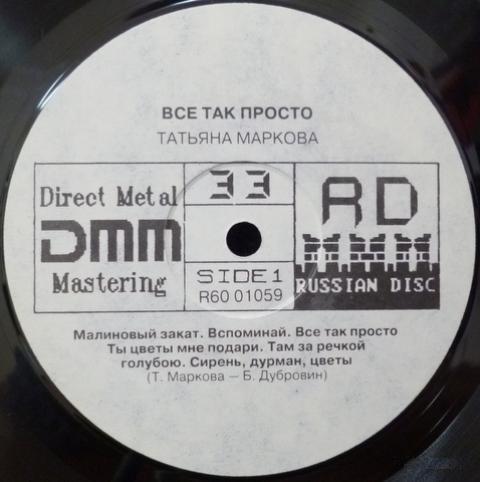 ВСЕ ТАК ПРОСТО
ТАТЬЯНА МАРКОВА
Direct Metal
DMM
Mastering
33
SIDE 1
R60 01059
RD
RUSSIAN DISC
Малиновый закат. Вспоминай. Все так просто
Ты цветы мне подари. Там за речкой
голубою. Сирень, дурман, цветы
(Т. Маркова — Б. Дубровин)